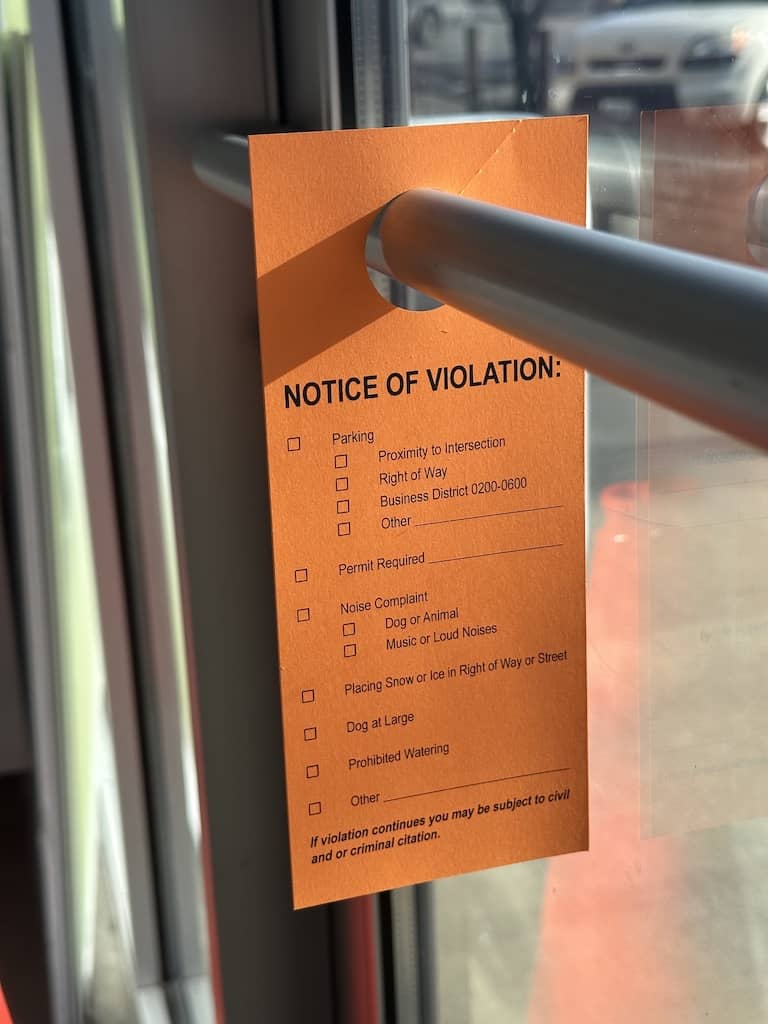 NOTICE OF VIOLATION:
Parking
Proximity to Intersection
Right of Way
Business District 0200-0600
Other
Permit Required
Noise Complaint
Dog or Animal
Music or Loud Noises
Placing Snow or Ice in Right of Way or Street
Dog at Large
Prohibited Watering
Other
If violation continues you may be subject to civil
and or criminal citation.